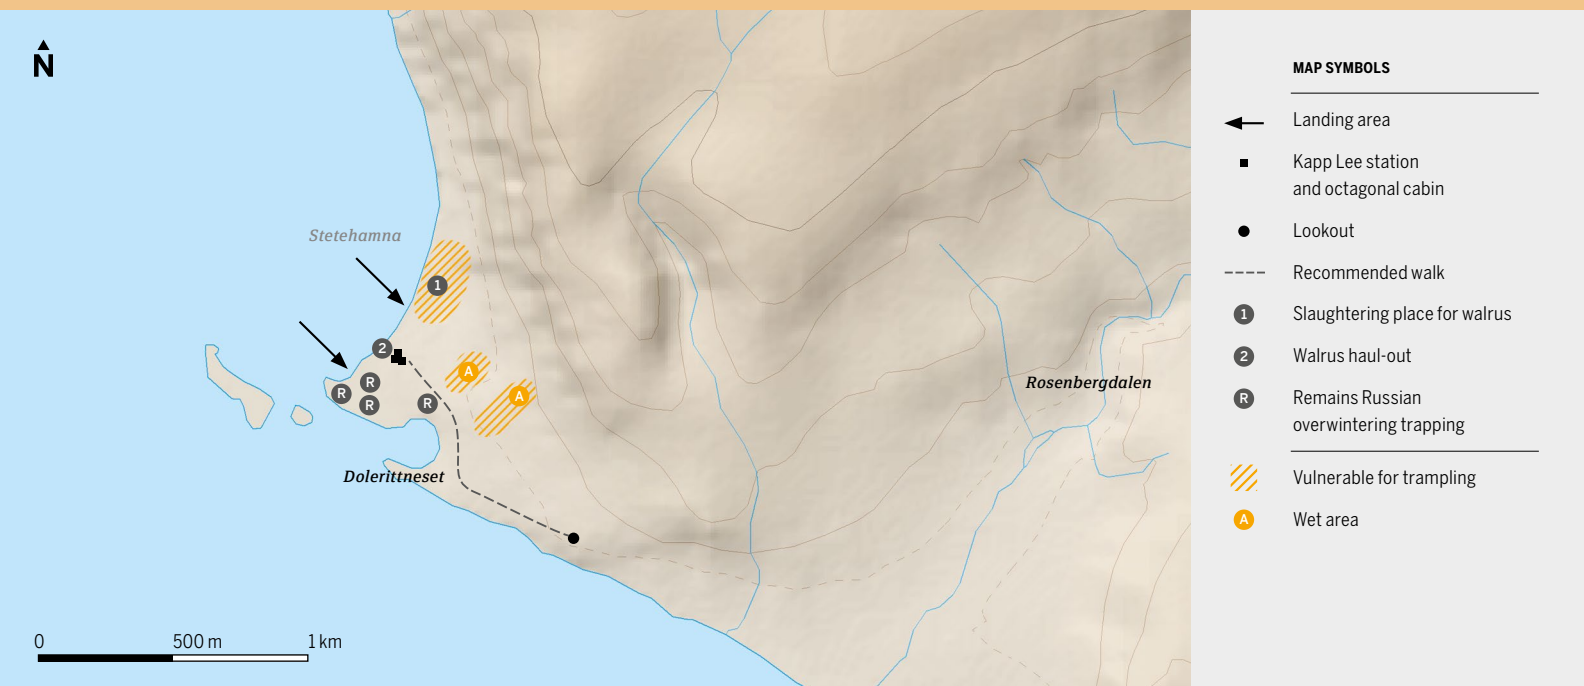 N
Stetehamna
1
2
R
R
R
R
A
A
Rosenbergdalen
Dolerittneset
0 500 m 1 km
MAP SYMBOLS
Landing area
Kapp Lee station
and octagonal cabin
Lookout
Recommended walk
1 Slaughtering place for walrus
2 Walrus haul-out
R Remains Russian
overwintering trapping
Vulnerable for trampling
A Wet area